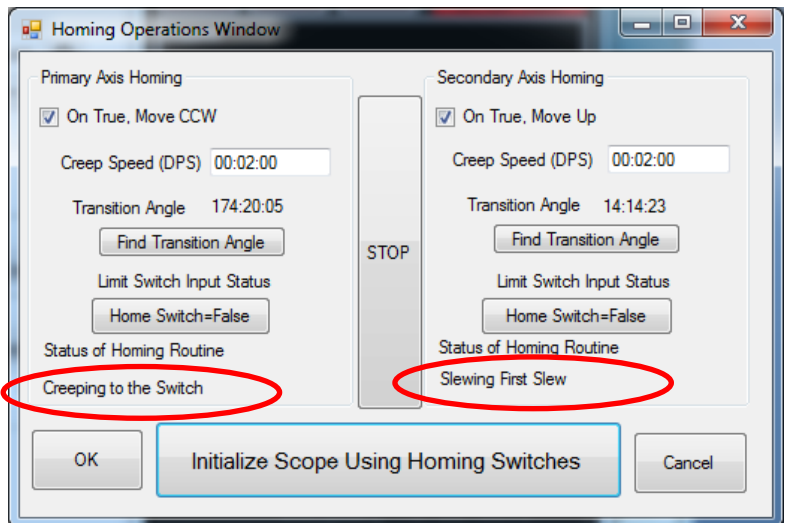 Homing Operations Window
Primary Axis Homing
On True, Move CCW
Creep Speed (DPS) 00:02:00
Transition Angle 174:20:05
Find Transition Angle
Limit Switch Input Status
Home Switch=False
Status of Homing Routine
Creeping to the Switch
STOP
Secondary Axis Homing
On True, Move Up
Creep Speed (DPS) 00:02:00
Transition Angle 14:14:23
Find Transition Angle
Limit Switch Input Status
Home Switch=False
Status of Homing Routine
Slewing First Slew
OK
Initialize Scope Using Homing Switches
Cancel